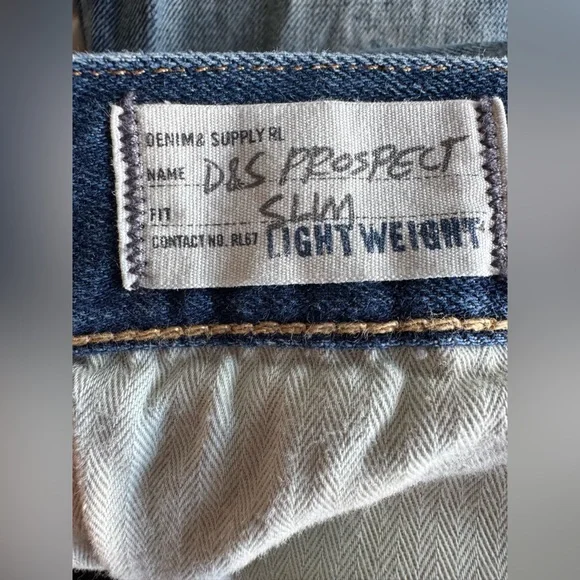 DENIM & SUPPLY RL
NAME D&S PROSPECT
FIT SLIM
CONTACT NO. RL67 LIGHT WEIGHT